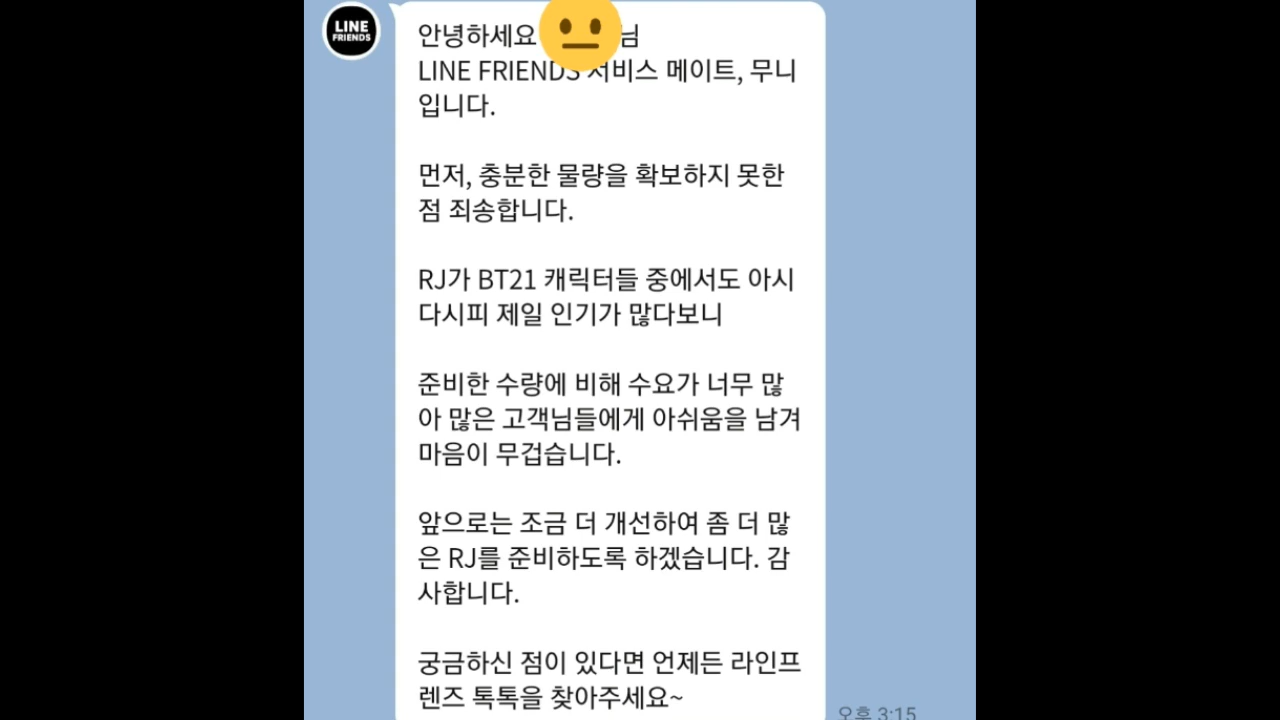 LINE
FRIENDS
안녕하세요 님
LINE FRIENDS 서비스 메이트, 무니
입니다.
먼저, 충분한 물량을 확보하지 못한
점 죄송합니다.
RJ가 BT21 캐릭터들 중에서도 아시
다시피 제일 인기가 많다보니
준비한 수량에 비해 수요가 너무 많
아 많은 고객님들에게 아쉬움을 남겨
마음이 무겁습니다.
앞으로는 조금 더 개선하여 좀 더 많
은 RJ를 준비하도록 하겠습니다. 감
사합니다.
궁금하신 점이 있다면 언제든 라인프
렌즈 톡톡을 찾아주세요~
오후 3:15